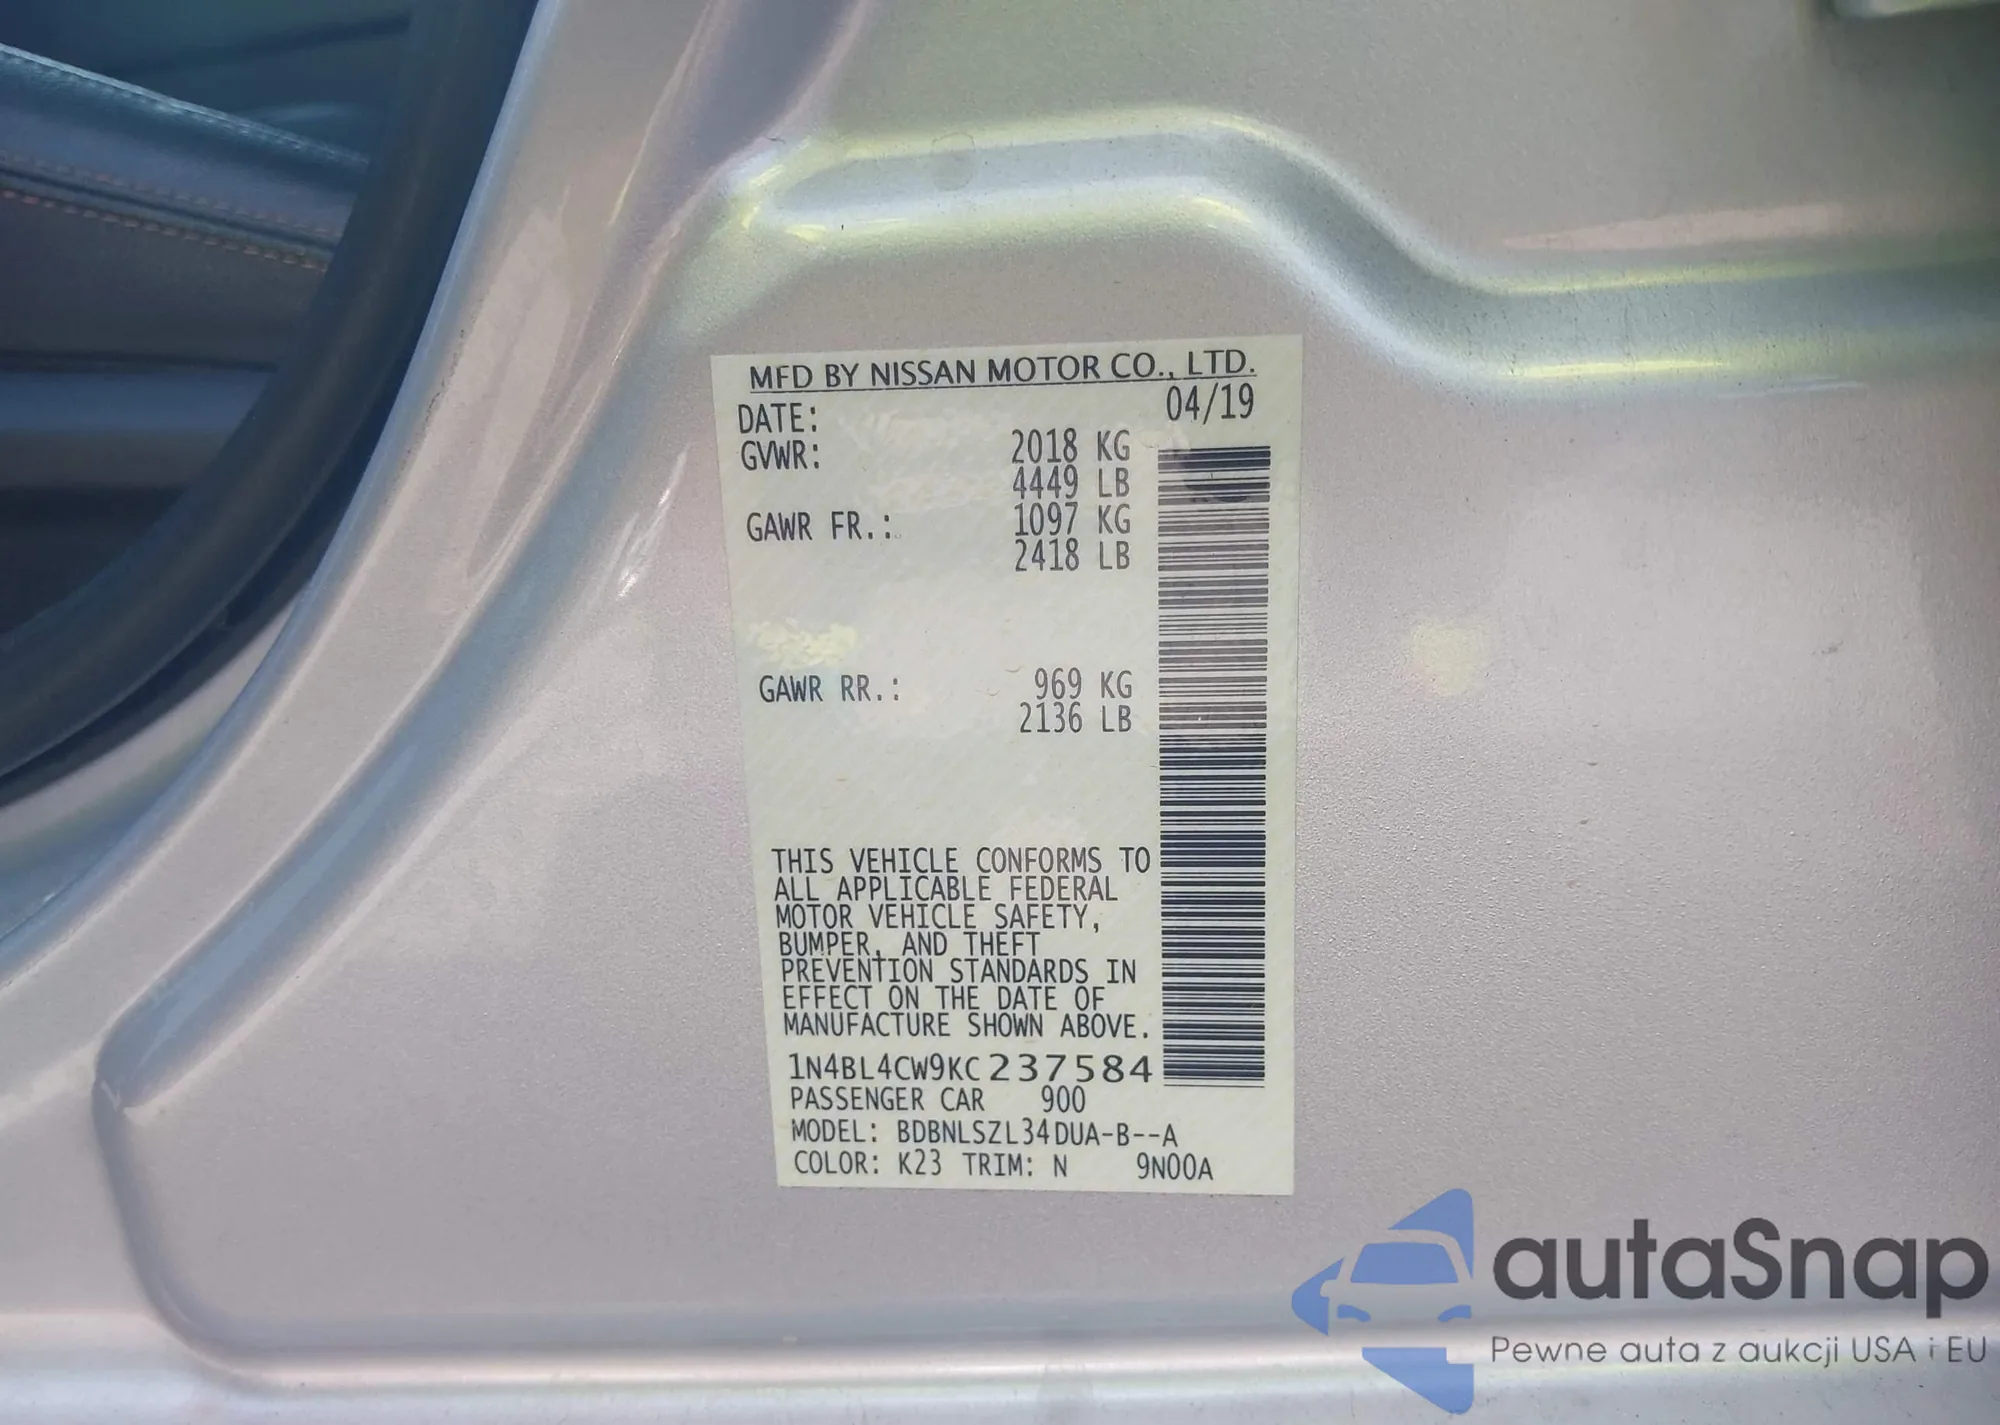 MFD BY NISSAN MOTOR CO., LTD.
DATE: 04/19
GVWR: 2018 KG
4449 LB
GAWR FR.: 1097 KG
2418 LB
GAWR RR.: 969 KG
2136 LB
THIS VEHICLE CONFORMS TO
ALL APPLICABLE FEDERAL
MOTOR VEHICLE SAFETY,
BUMPER, AND THEFT
PREVENTION STANDARDS IN
EFFECT ON THE DATE OF
MANUFACTURE SHOWN ABOVE.
1N4BL4CW9KC237584
PASSENGER CAR 900
MODEL: BDBNLSZL34DUA-B--A
COLOR: K23 TRIM: N 9N00A
autaSnap
Pewne auta z aukcji USA i EU